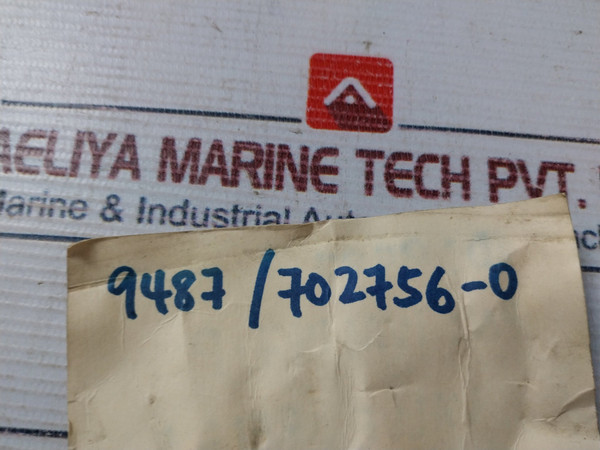 AELIYA MARINE TECH PVT.
Marine & Industrial
9487/702756-0